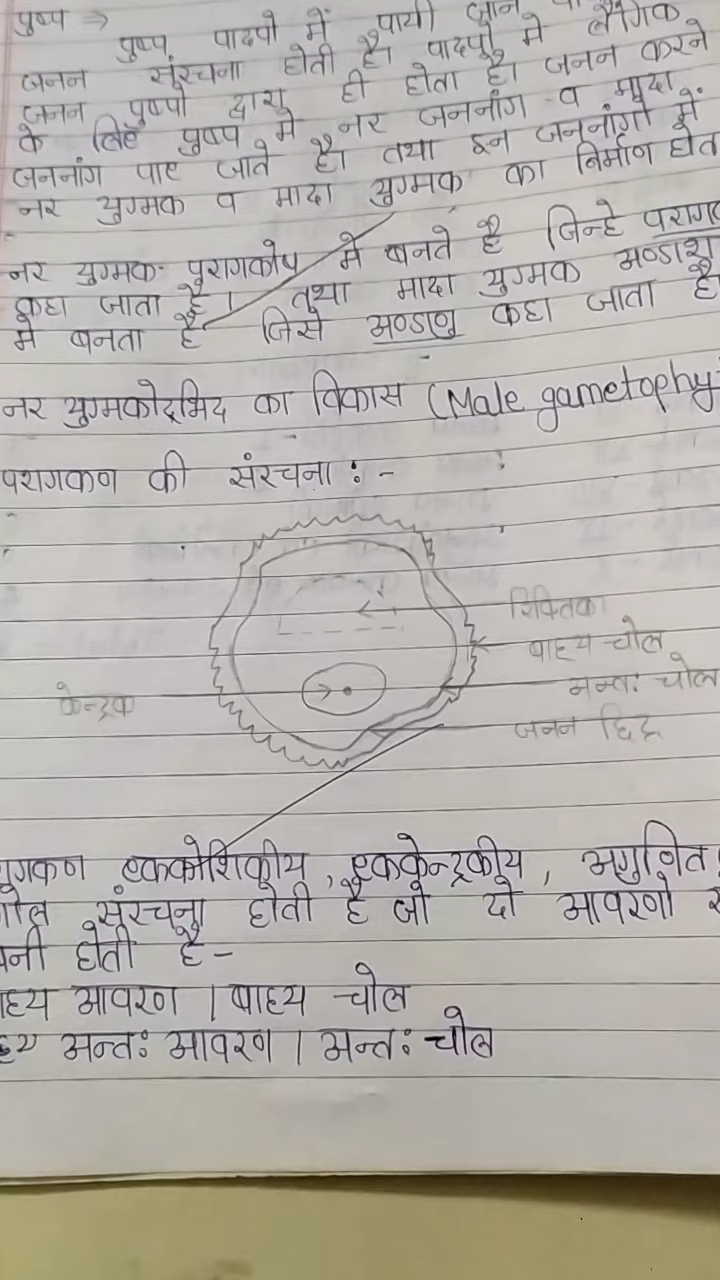 पुष्प ⇒
पुष्प पादपो में पायी जाने
जनन संरचना होती है। पादपो मे लैंगिक
जनन पुष्पो द्वारा ही होता है। जनन करने
के लिए पुष्प मे नर जननांग व मादा
जननांग पाए जाते है। तथा इन जननांगो में
नर युग्मक व मादा युग्मक का निर्माण होत
नर युग्मक परागकोष मे बनते है जिन्हे पराग
कहा जाता है। तथा मादा युग्मक अण्डाश
मे बनता है जिसे अण्डाणु कहा जाता है
नर युग्मकोद्भिद का विकास (Male gametophy
परागकण की संरचना :-
रिक्तिका
बाह्य चोल
अन्तः चोल
केन्द्रक
जनन छिद्र
गकण एककोशिकीय, एककेन्द्रकीय, अगुणित
गोल संरचना होती है जो दो आवरणो स
बनी होती है -
ाह्य आवरण / बाह्य चोल
अन्तः आवरण / अन्तः चोल